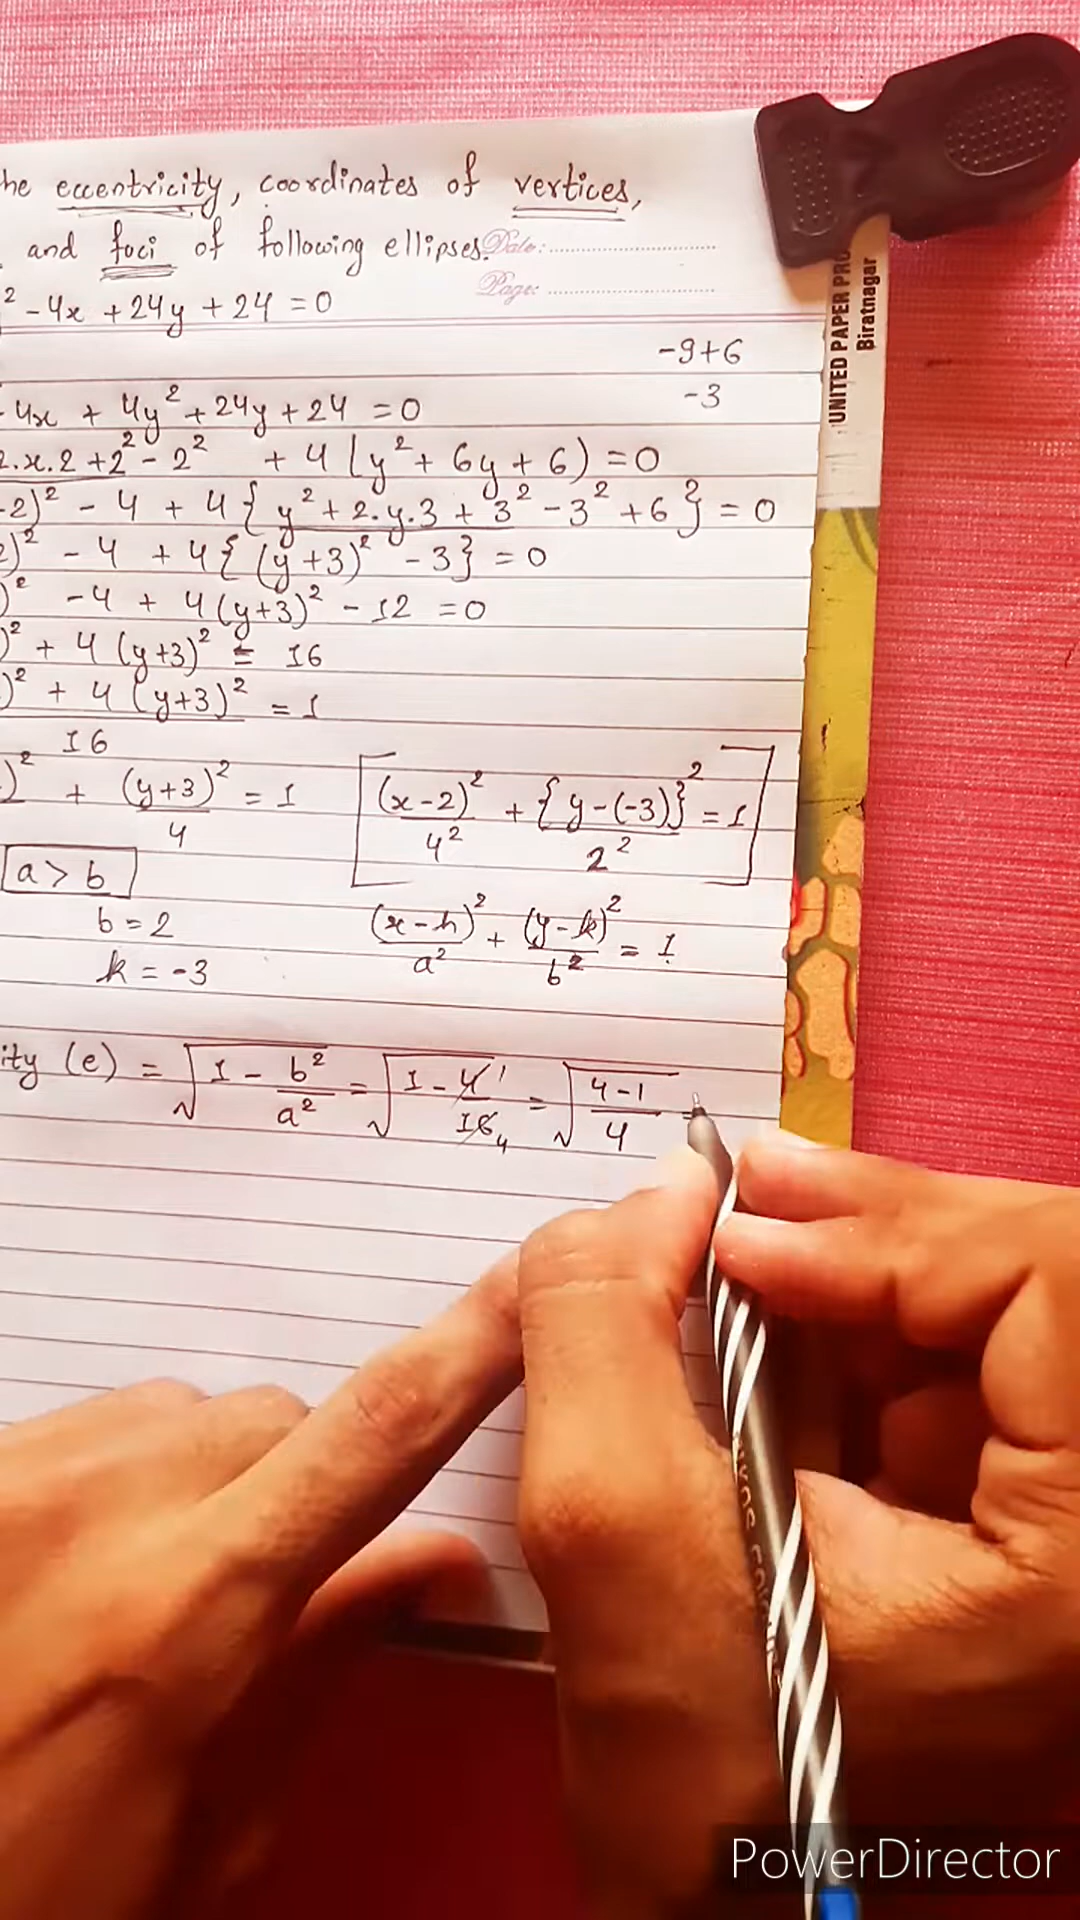 he eccentricity, coordinates of vertices,
and foci of following ellipses.
Date:
Page:
² - 4x + 24y + 24 = 0
-9+6
-3
- 4x + 4y² + 24y + 24 = 0
2.x.2 + 2² - 2² + 4 (y² + 6y + 6) = 0
-2)² - 4 + 4 { y² + 2.y.3 + 3² - 3² + 6 } = 0
2)² - 4 + 4 { (y+3)² - 3 } = 0
)² - 4 + 4 (y+3)² - 12 = 0
)² + 4 (y+3)² = 16
)² + 4 (y+3)² = 1
16
)² + (y+3)²/4 = 1
[ (x-2)²/4² + {y-(-3)}²/2² = 1 ]
a > b
b = 2
k = -3
(x-h)²/a² + (y-k)²/b² = 1
ity (e) = √(1 - b²/a²) = √(1 - 4 1/16 4) = √((4-1)/4) =
UNITED PAPER PRO
Biratnagar
PowerDirector